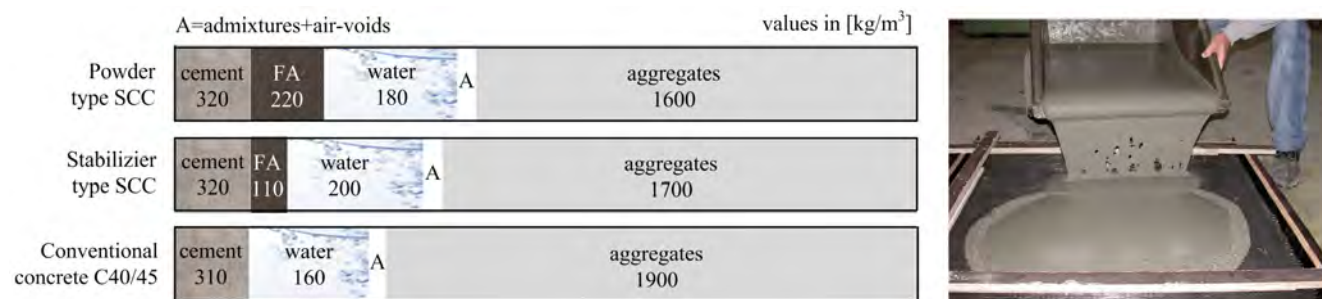 A=admixtures+air-voids
values in [kg/m³]
Powder
type SCC
cement
320
FA
220
water
180
A
aggregates
1600
Stabilizier
type SCC
cement
320
FA
110
water
200
A
aggregates
1700
Conventional
concrete C40/45
cement
310
water
160
A
aggregates
1900